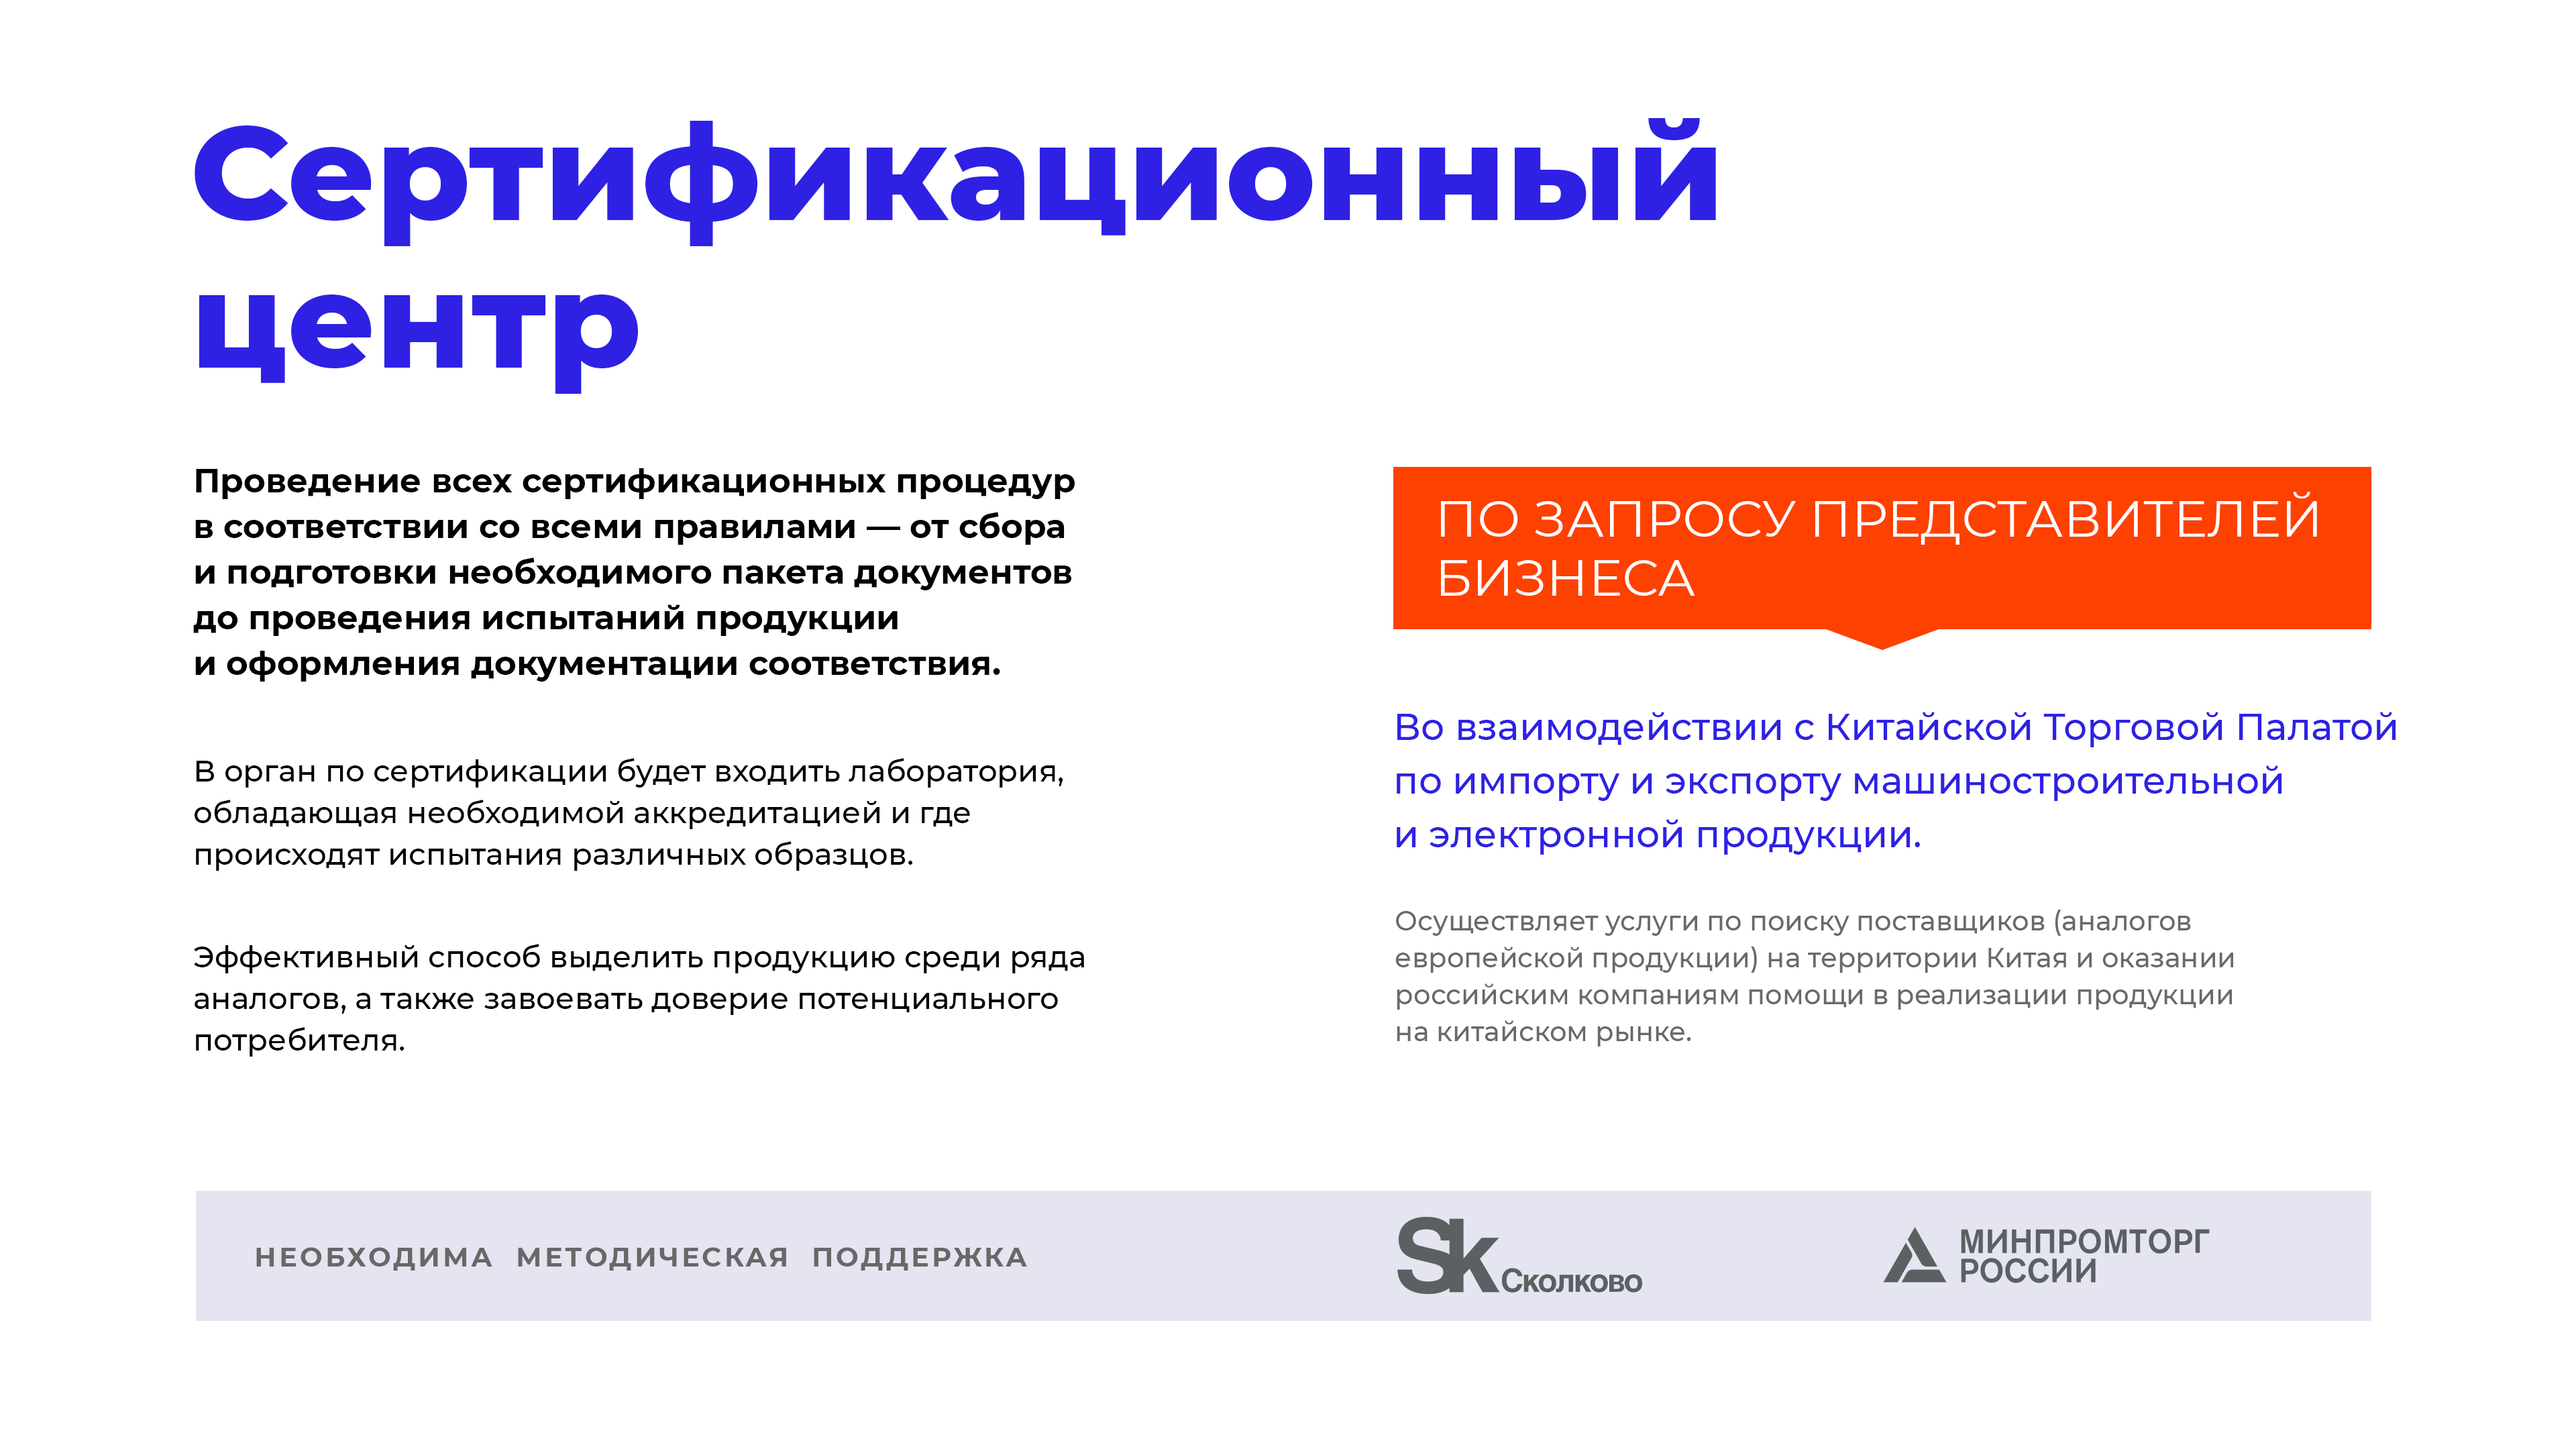 Сертификационный
центр
Проведение всех сертификационных процедур
в соответствии со всеми правилами — от сбора
и подготовки необходимого пакета документов
до проведения испытаний продукции
и оформления документации соответствия.
В орган по сертификации будет входить лаборатория,
обладающая необходимой аккредитацией и где
происходят испытания различных образцов.
Эффективный способ выделить продукцию среди ряда
аналогов, а также завоевать доверие потенциального
потребителя.
ПО ЗАПРОСУ ПРЕДСТАВИТЕЛЕЙ
БИЗНЕСА
Во взаимодействии с Китайской Торговой Палатой
по импорту и экспорту машиностроительной
и электронной продукции.
Осуществляет услуги по поиску поставщиков (аналогов
европейской продукции) на территории Китая и оказании
российским компаниям помощи в реализации продукции
на китайском рынке.
НЕОБХОДИМА МЕТОДИЧЕСКАЯ ПОДДЕРЖКА
Sk Сколково
МИНПРОМТОРГ
РОССИИ